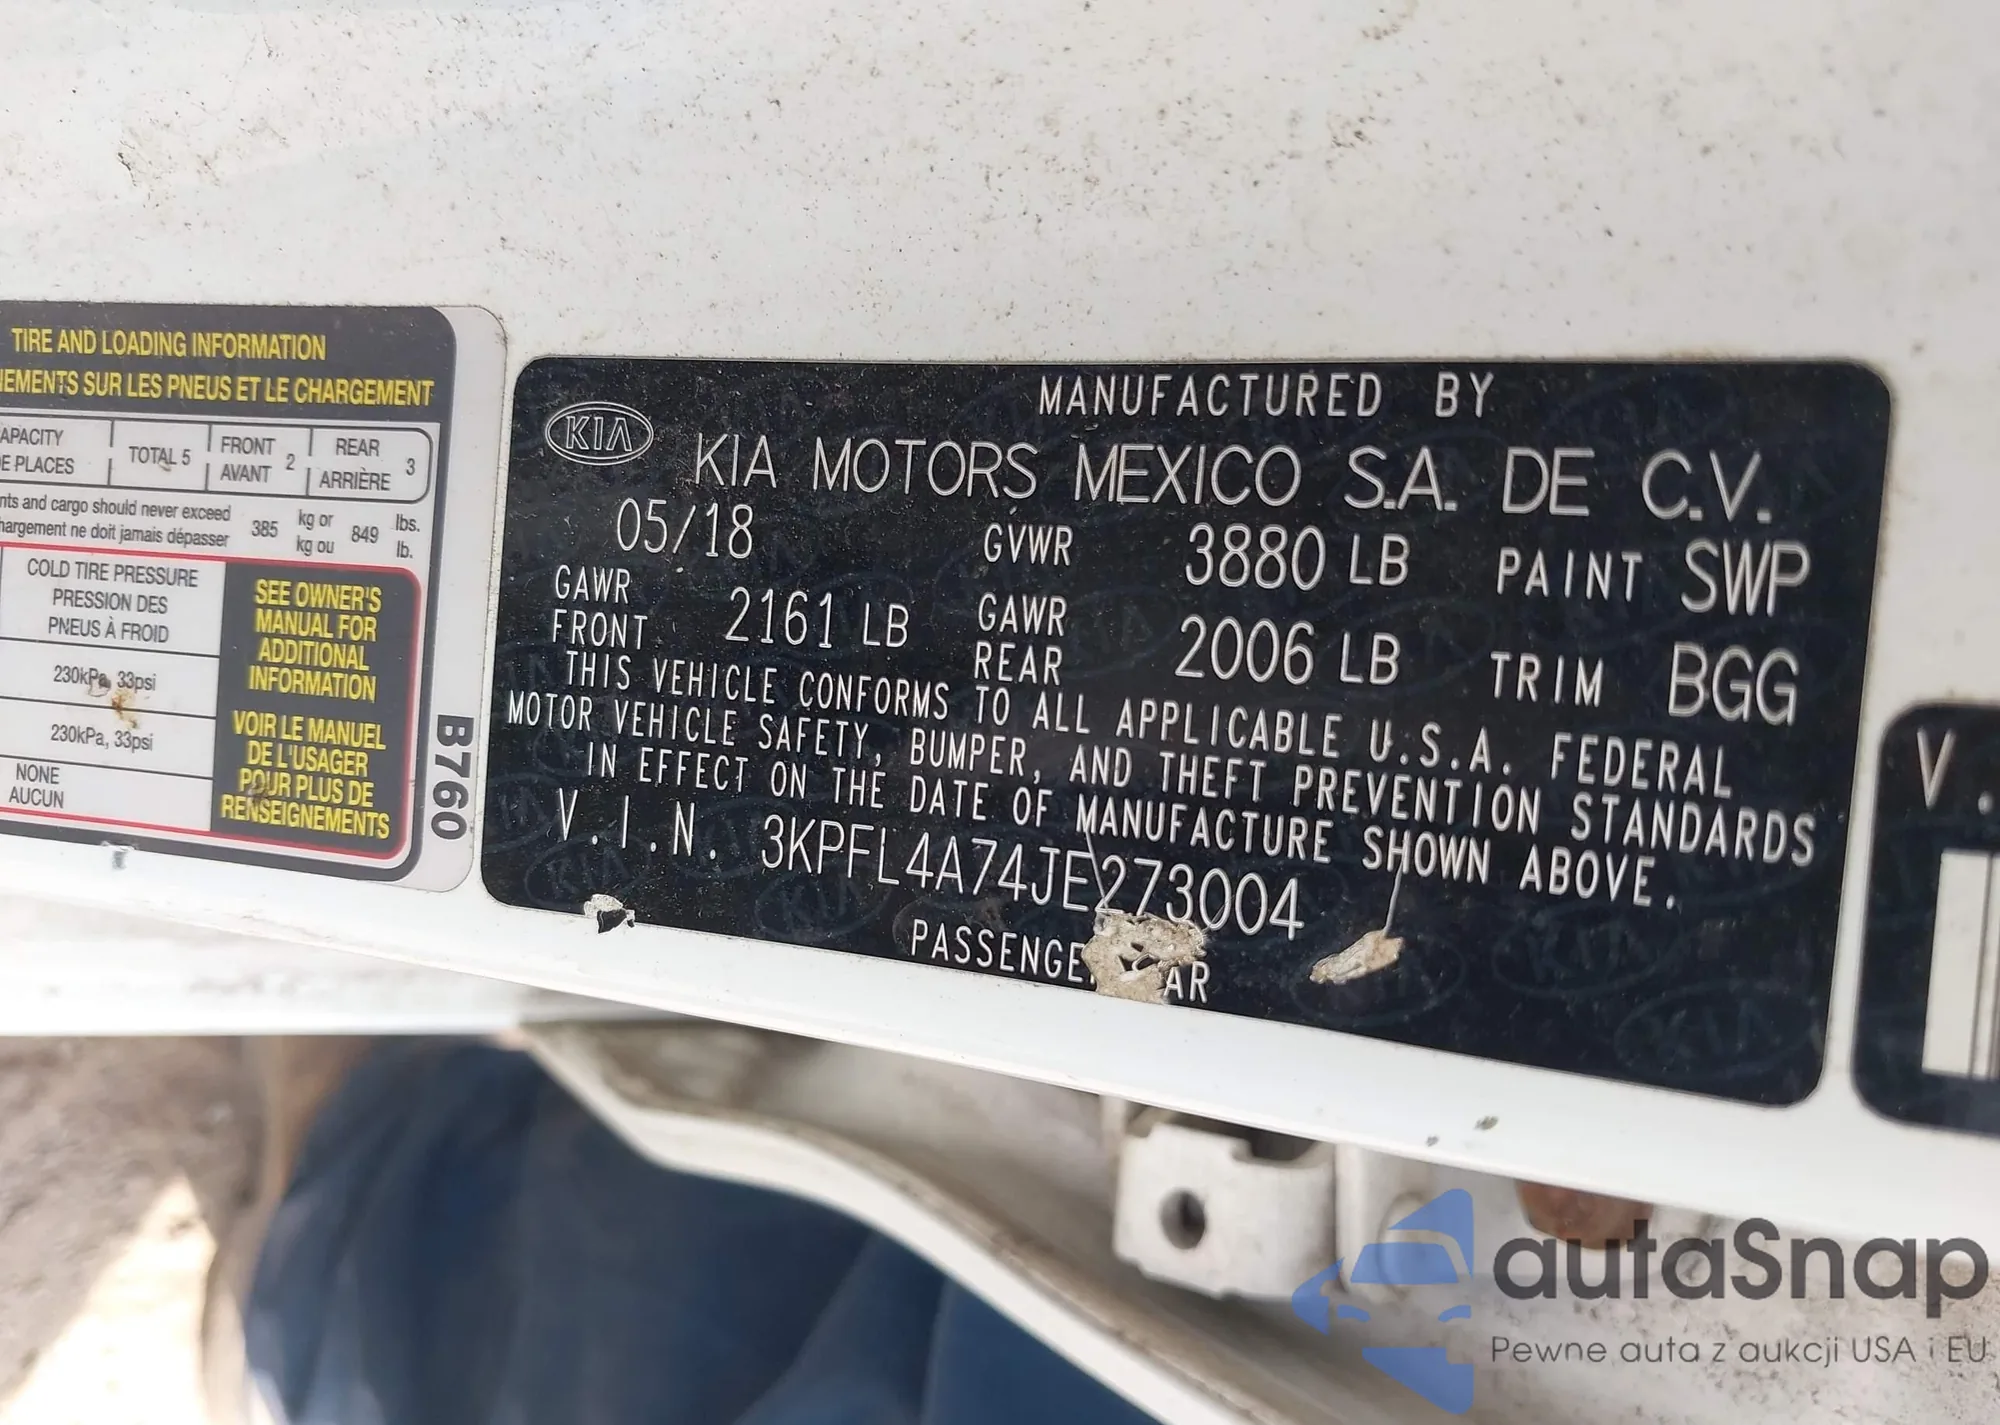 TIRE AND LOADING INFORMATION
NEMENTS SUR LES PNEUS ET LE CHARGEMENT
APACITY
E PLACES
TOTAL 5
FRONT
AVANT
2
REAR
ARRIÈRE
3
nts and cargo should never exceed
hargement ne doit jamais dépasser
385
kg or
kg ou
849
lbs.
lb.
COLD TIRE PRESSURE
PRESSION DES
PNEUS À FROID
230kPa, 33psi
230kPa, 33psi
NONE
AUCUN
SEE OWNER'S
MANUAL FOR
ADDITIONAL
INFORMATION
VOIR LE MANUEL
DE L'USAGER
POUR PLUS DE
RENSEIGNEMENTS
B760
KIA
MANUFACTURED BY
KIA MOTORS MEXICO S.A. DE C.V.
05/18 GVWR 3880 LB PAINT SWP
GAWR
FRONT 2161 LB
GAWR
REAR 2006 LB TRIM BGG
THIS VEHICLE CONFORMS TO ALL APPLICABLE U.S.A. FEDERAL
MOTOR VEHICLE SAFETY, BUMPER, AND THEFT PREVENTION STANDARDS
IN EFFECT ON THE DATE OF MANUFACTURE SHOWN ABOVE.
V.I.N. 3KPFL4A74JE273004
PASSENGE AR
V.
autaSnap
Pewne auta z aukcji USA i EU